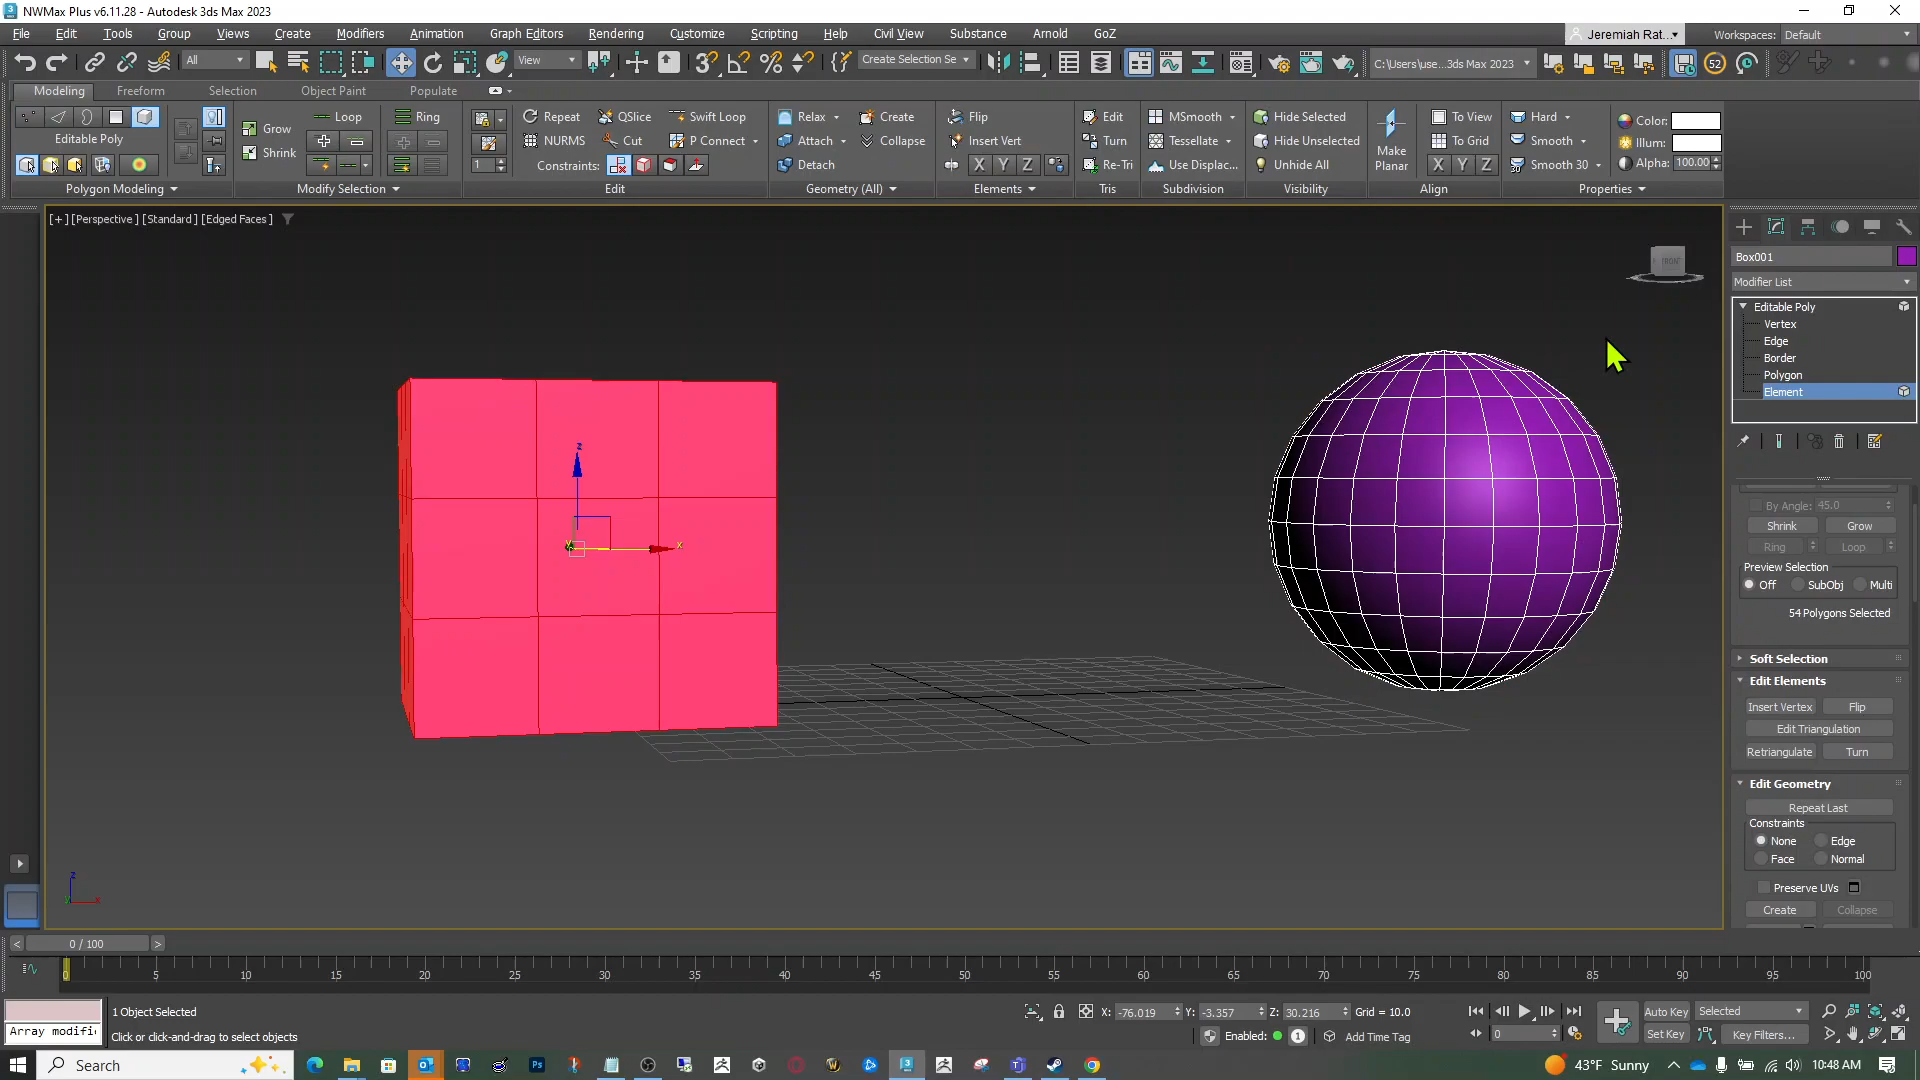 NWMax Plus v6.11.28 - Autodesk 3ds Max 2023
File Edit Tools Group Views Create Modifiers Animation Graph Editors Rendering Customize Scripting Help Civil View Substance Arnold GoZ
Jeremiah Rat... Workspaces: Default
All View Create Selection Se C:\Users\use...3ds Max 2023 52
Modeling Freeform Selection Object Paint Populate
Editable Poly
Polygon Modeling
Grow Loop
Shrink
Modify Selection
Ring
1
Repeat QSlice Swift Loop
NURMS Cut P Connect
Constraints:
Edit
Relax Create
Attach Collapse
Detach
Geometry (All)
Flip
Insert Vert
X Y Z
Elements
Edit
Turn
Re-Tri
Tris
MSmooth
Tessellate
Use Displac...
Subdivision
Hide Selected
Hide Unselected
Unhide All
Visibility
Make
Planar
To View
To Grid
X Y Z
Align
Hard
Smooth
Smooth 30
Color:
Illum:
Alpha: 100.00
Properties
[+] [Perspective] [Standard] [Edged Faces]
z
x
y
z
x
y
Box001
Modifier List
Editable Poly
Vertex
Edge
Border
Polygon
Element
By Angle: 45.0
Shrink Grow
Ring Loop
Preview Selection
Off SubObj Multi
54 Polygons Selected
Soft Selection
Edit Elements
Insert Vertex Flip
Edit Triangulation
Retriangulate Turn
Edit Geometry
Repeat Last
Constraints
None Edge
Face Normal
Preserve UVs
Create Collapse
< 0 / 100 >
0 5 10 15 20 25 30 35 40 45 50 55 60 65 70 75 80 85 90 95 100
1 Object Selected
Array modifi
Click or click-and-drag to select objects
X: -76.019 Y: -3.357 Z: 30.216 Grid = 10.0
Enabled: 1 Add Time Tag
0
Auto Key Selected
Set Key Key Filters...
Search
43°F Sunny 10:48 AM